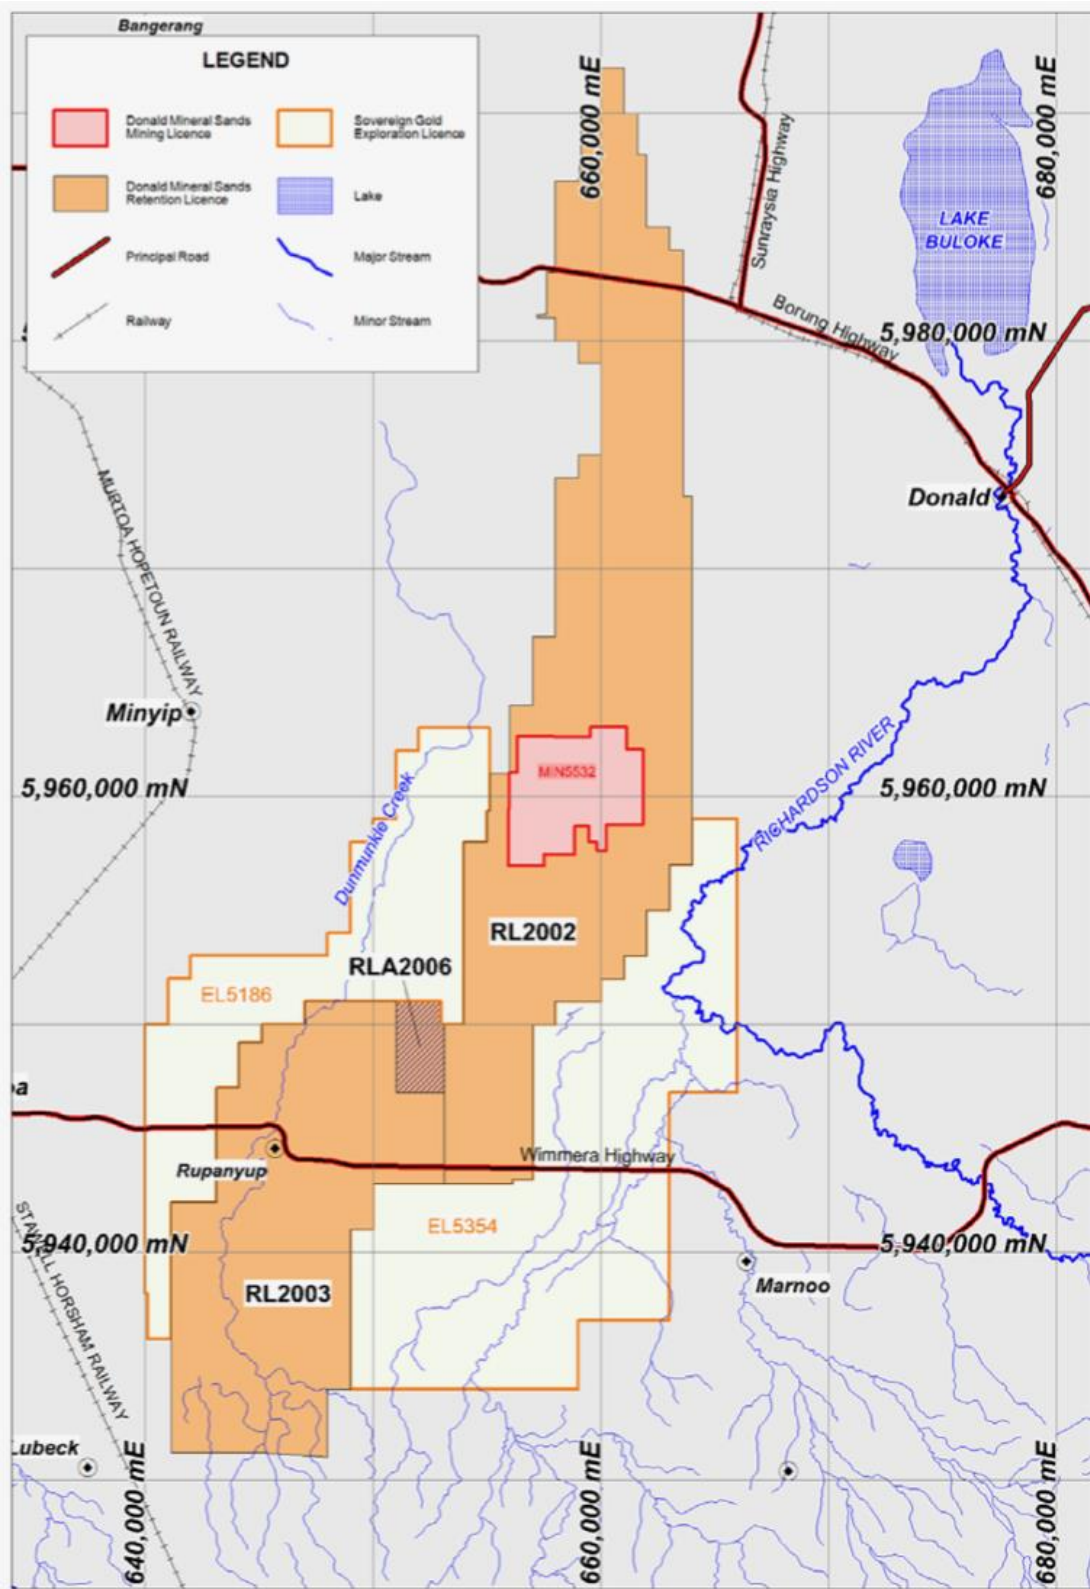 Bangerang
LEGEND
Donald Mineral Sands
Mining Licence
Sovereign Gold
Exploration Licence
Donald Mineral Sands
Retention Licence
Lake
Principal Road
Major Stream
Railway
Minor Stream
660,000 mE
680,000 mE
Sunraysia Highway
LAKE
BULOKE
Borung Highway
5,980,000 mN
MURTOA HOPETOUN RAILWAY
Donald
Minyip
MIN5532
5,960,000 mN
5,960,000 mN
RICHARDSON RIVER
Dunmunkle Creek
RL2002
RLA2006
EL5186
a
Wimmera Highway
Rupanyup
EL5354
STAWELL HORSHAM RAILWAY
5,940,000 mN
5,940,000 mN
RL2003
Marnoo
Lubeck
640,000 mE
660,000 mE
680,000 mE